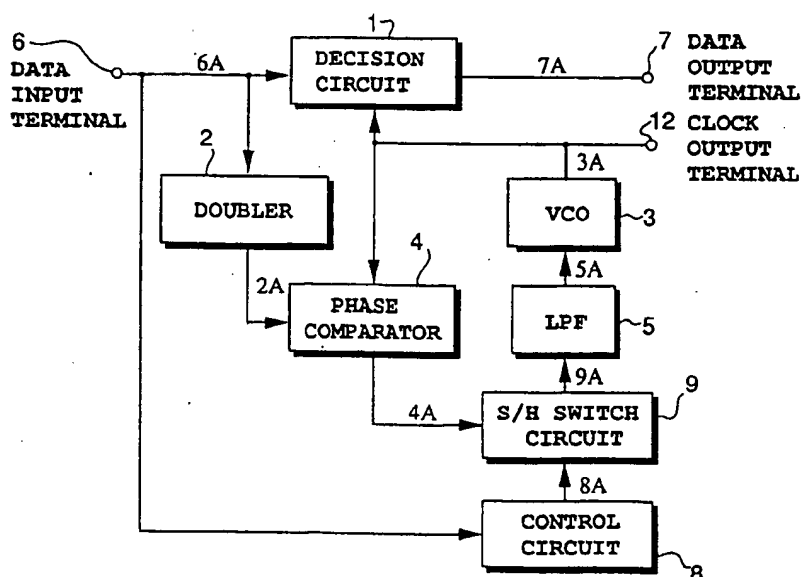 6
DATA
INPUT
TERMINAL
6A
1
DECISION
CIRCUIT
7A
7
DATA
OUTPUT
TERMINAL
12
CLOCK
OUTPUT
TERMINAL
2
DOUBLER
2A
3A
VCO
3
4
PHASE
COMPARATOR
5A
LPF
5
4A
9A
S/H SWITCH
CIRCUIT
9
8A
CONTROL
CIRCUIT
8